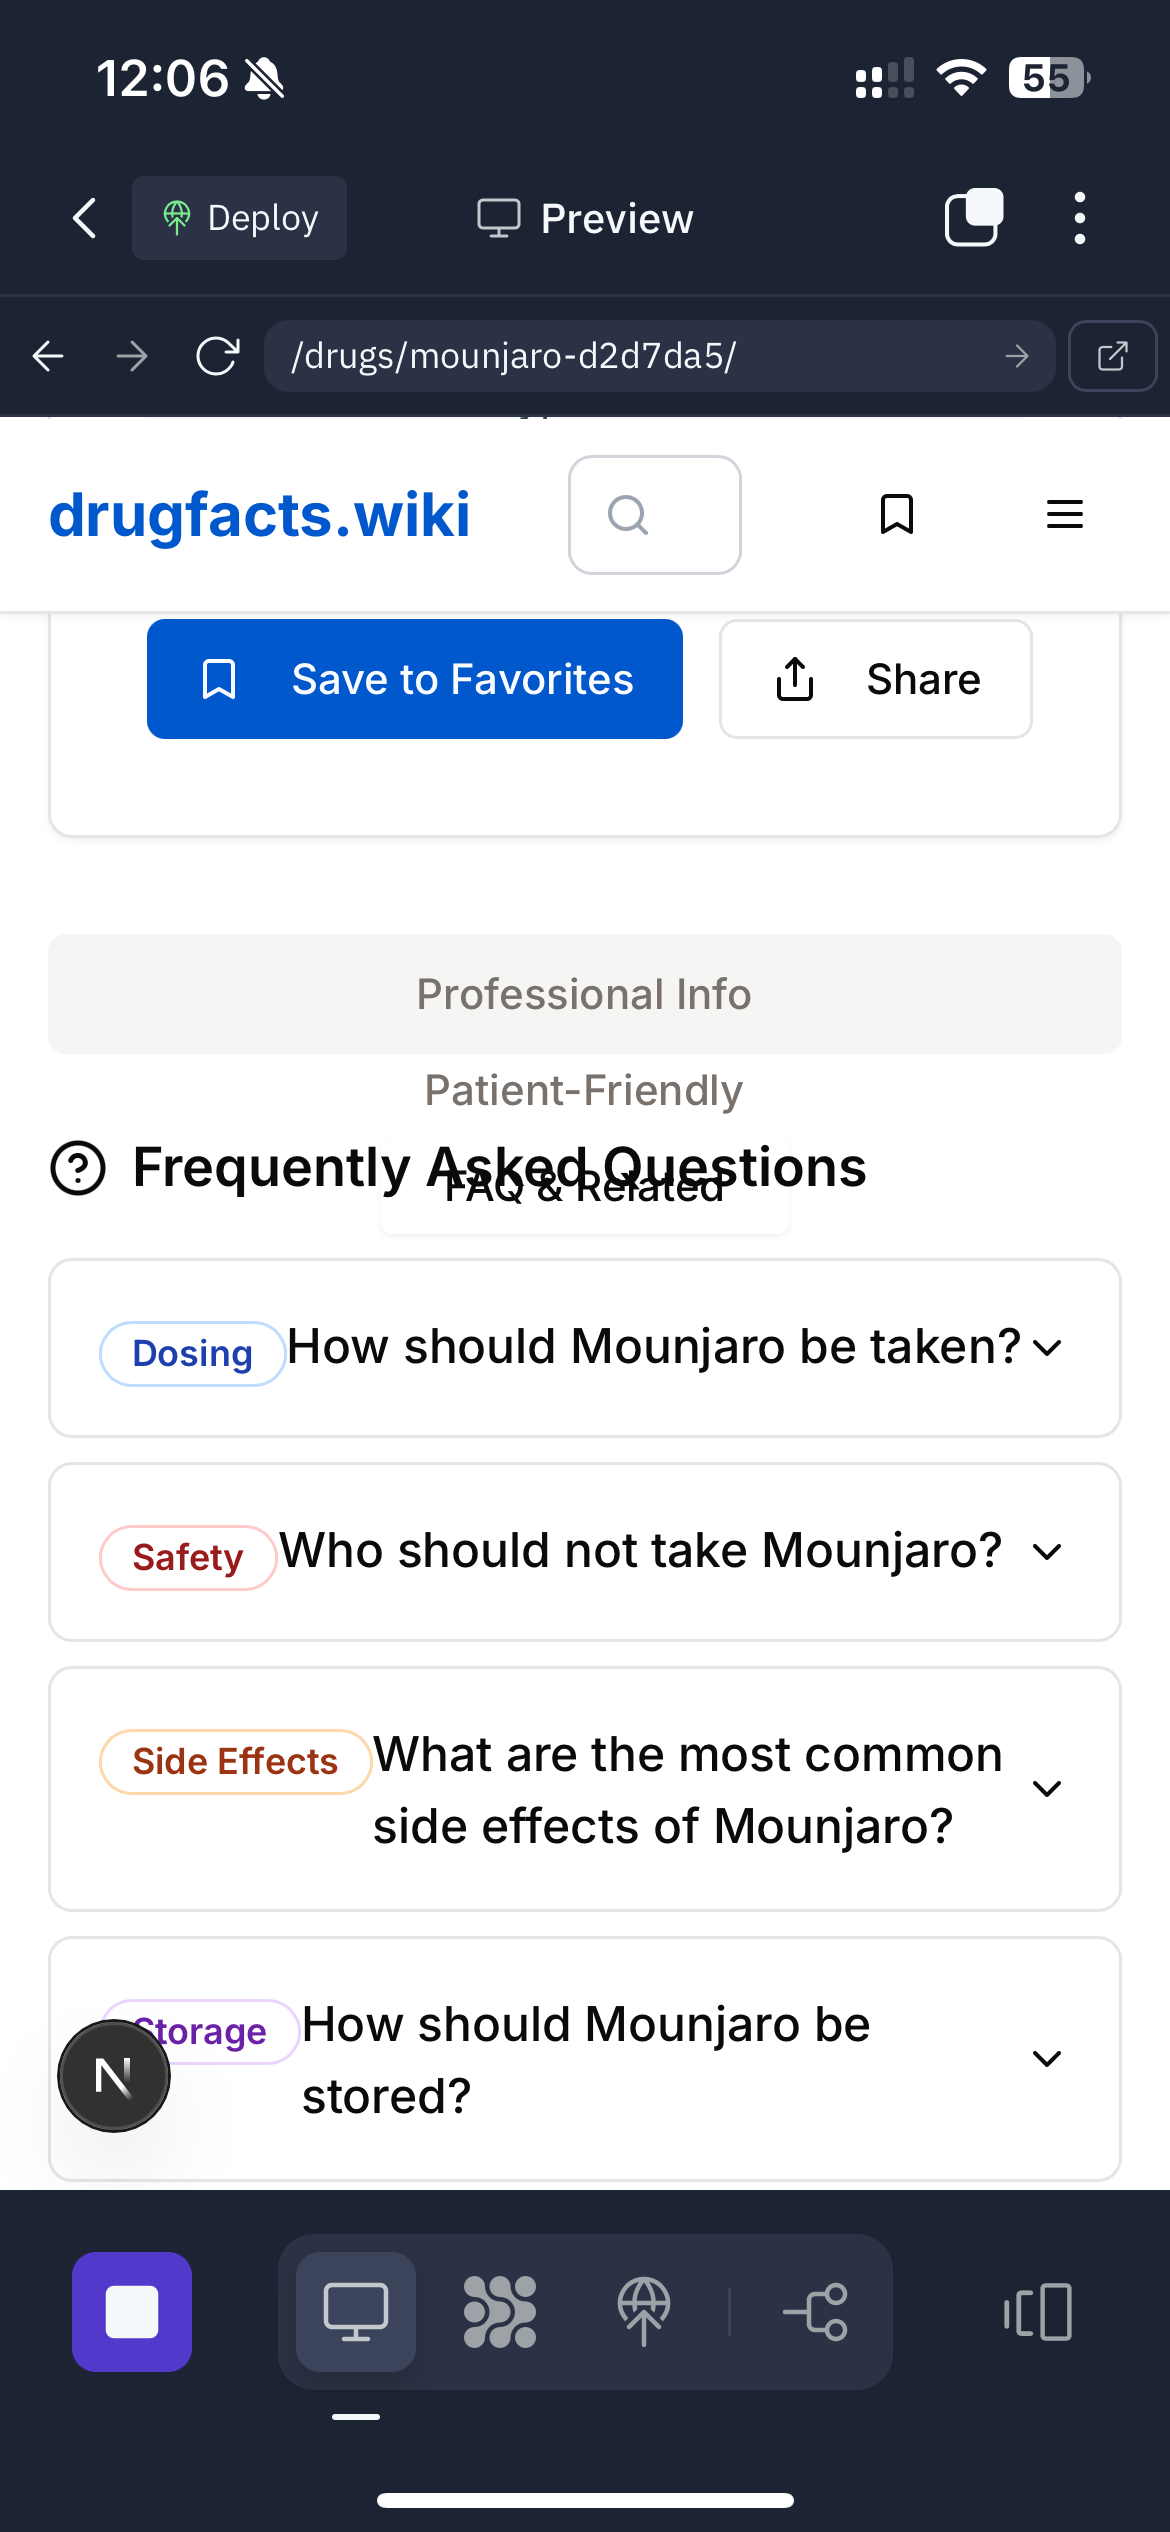 12:06
55
Deploy
Preview
/drugs/mounjaro-d2d7da5/
drugfacts.wiki
Save to Favorites
Share
Professional Info
Patient-Friendly
Frequently Asked Questions
FAQ & Related
Dosing
How should Mounjaro be taken?
Safety
Who should not take Mounjaro?
Side Effects
What are the most common
side effects of Mounjaro?
Storage
How should Mounjaro be
stored?
N